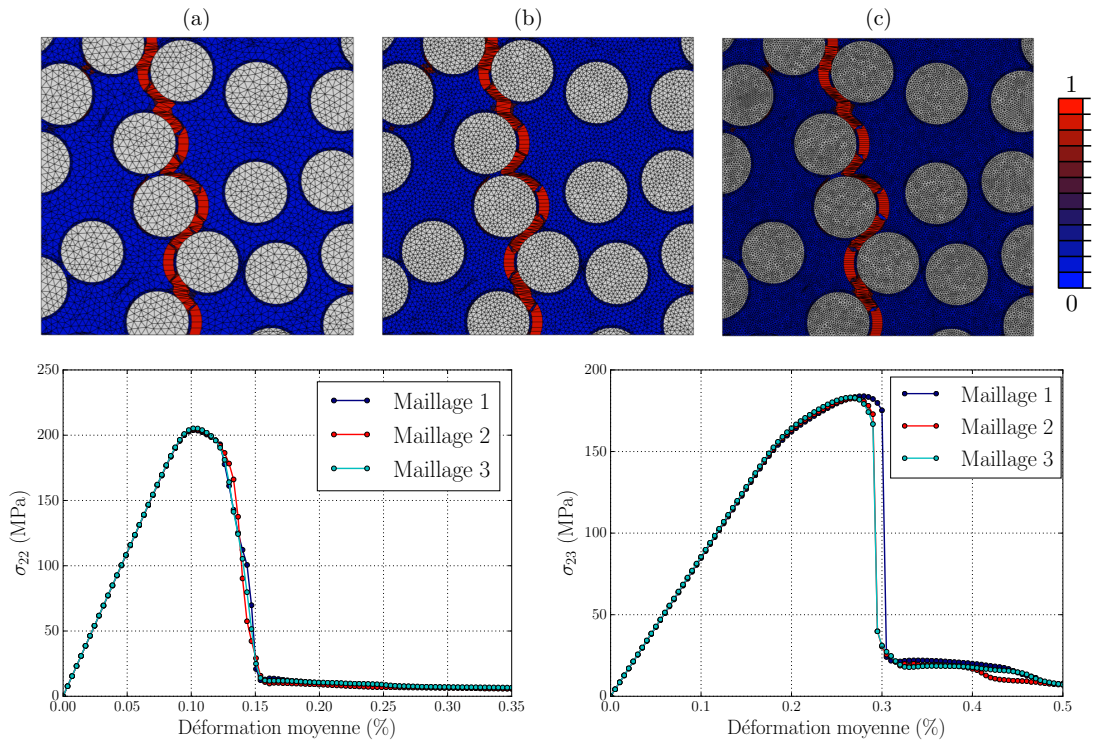 (a) (b) (c)
1
0
250
200
150
100
50
0
0.00 0.05 0.10 0.15 0.20 0.25 0.30 0.35
σ22 (MPa)
Déformation moyenne (%)
Maillage 1
Maillage 2
Maillage 3
200
150
100
50
0
0.0 0.1 0.2 0.3 0.4 0.5
σ23 (MPa)
Déformation moyenne (%)
Maillage 1
Maillage 2
Maillage 3